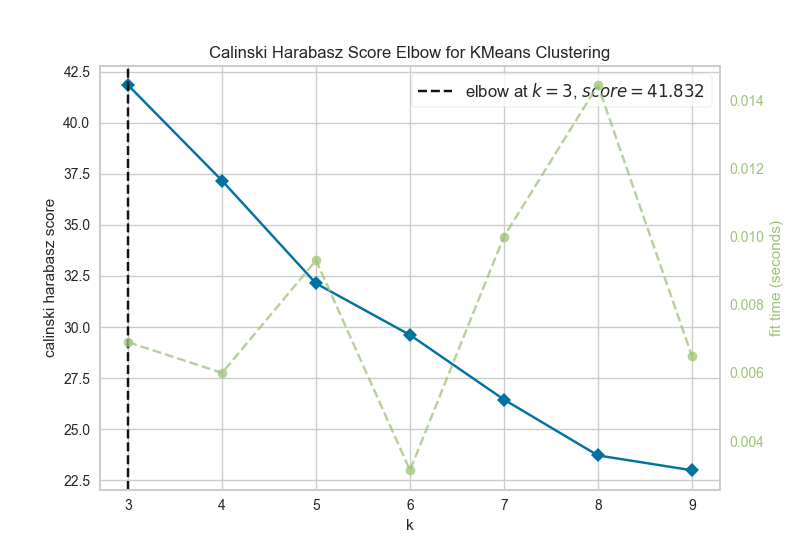 Calinski Harabasz Score Elbow for KMeans Clustering
elbow at k = 3, score = 41.832
calinski harabasz score
42.5
40.0
37.5
35.0
32.5
30.0
27.5
25.0
22.5
0.014
0.012
0.010
0.008
0.006
0.004
fit time (seconds)
3 4 5 6 7 8 9
k